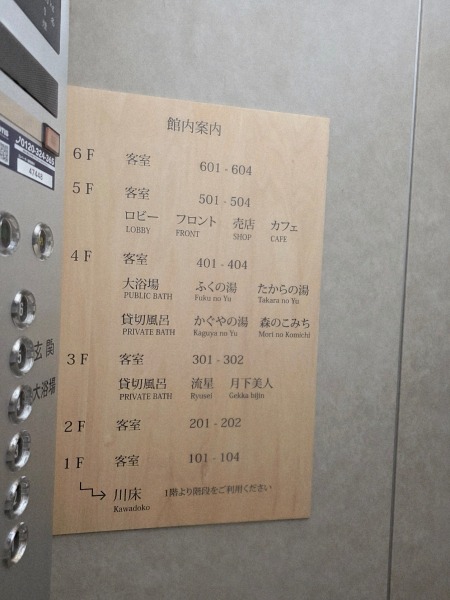 館内案内
6F 客室 601 - 604
5F 客室 501 - 504
ロビー フロント 売店 カフェ
LOBBY FRONT SHOP CAFE
4F 客室 401 - 404
大浴場 ふくの湯 たからの湯
PUBLIC BATH Fuku no Yu Takara no Yu
貸切風呂 かぐやの湯 森のこみち
PRIVATE BATH Kaguya no Yu Mori no Komichi
3F 客室 301 - 302
貸切風呂 流星 月下美人
PRIVATE BATH Ryusei Gekka bijin
2F 客室 201 - 202
1F 客室 101 - 104
川床 1階より階段をご利用ください
Kawadoko
0120-324-365
47448
玄関
大浴場